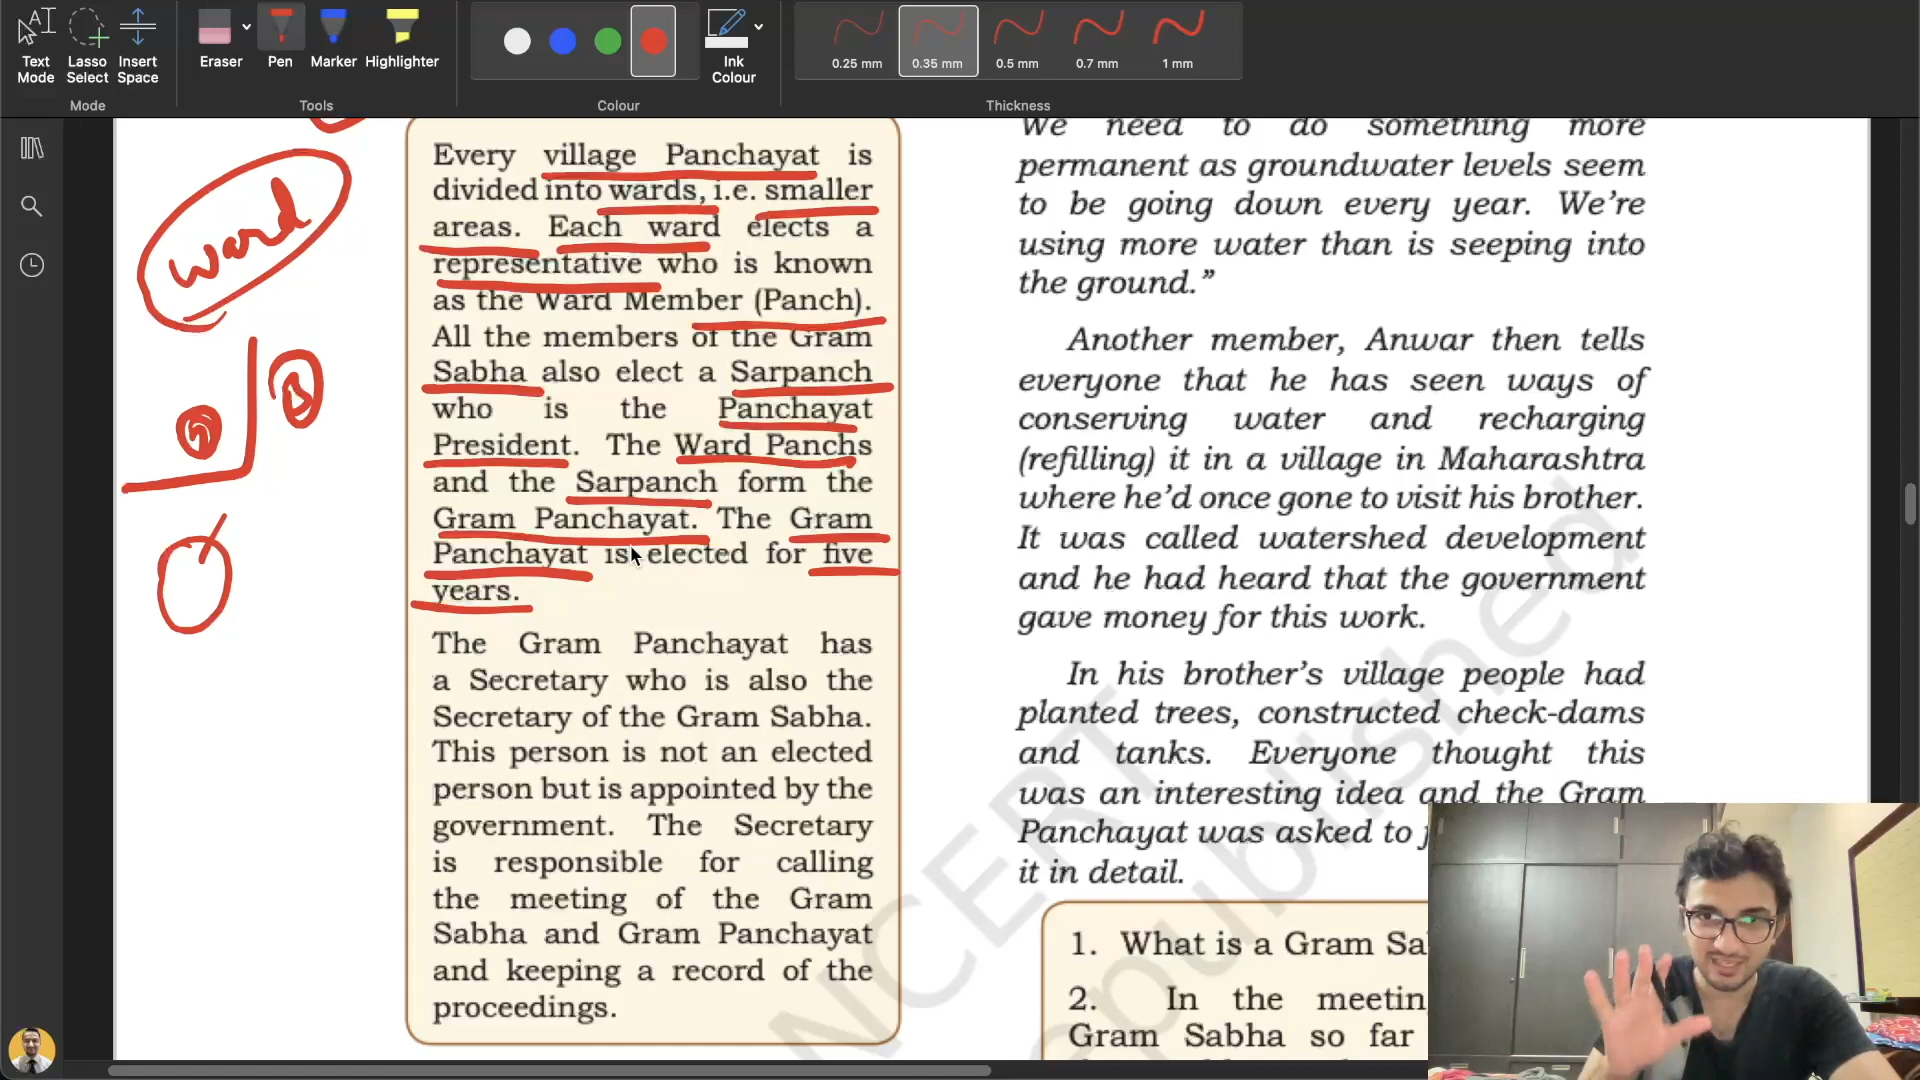 Text
Mode
Lasso
Select
Insert
Space
Mode
Eraser
Pen
Marker
Highlighter
Tools
Ink
Colour
Colour
0.25 mm
0.35 mm
0.5 mm
0.7 mm
1 mm
Thickness
ward
Every village Panchayat is
divided into wards, i.e. smaller
areas. Each ward elects a
representative who is known
as the Ward Member (Panch).
All the members of the Gram
Sabha also elect a Sarpanch
who is the Panchayat
President. The Ward Panchs
and the Sarpanch form the
Gram Panchayat. The Gram
Panchayat is elected for five
years.
The Gram Panchayat has
a Secretary who is also the
Secretary of the Gram Sabha.
This person is not an elected
person but is appointed by the
government. The Secretary
is responsible for calling
the meeting of the Gram
Sabha and Gram Panchayat
and keeping a record of the
proceedings.
We need to do something more
permanent as groundwater levels seem
to be going down every year. We're
using more water than is seeping into
the ground."
Another member, Anwar then tells
everyone that he has seen ways of
conserving water and recharging
(refilling) it in a village in Maharashtra
where he'd once gone to visit his brother.
It was called watershed development
and he had heard that the government
gave money for this work.
In his brother's village people had
planted trees, constructed check-dams
and tanks. Everyone thought this
was an interesting idea and the Gram
Panchayat was asked to
it in detail.
1. What is a Gram Sa
2. In the meetin
Gram Sabha so far
NCERT
republished